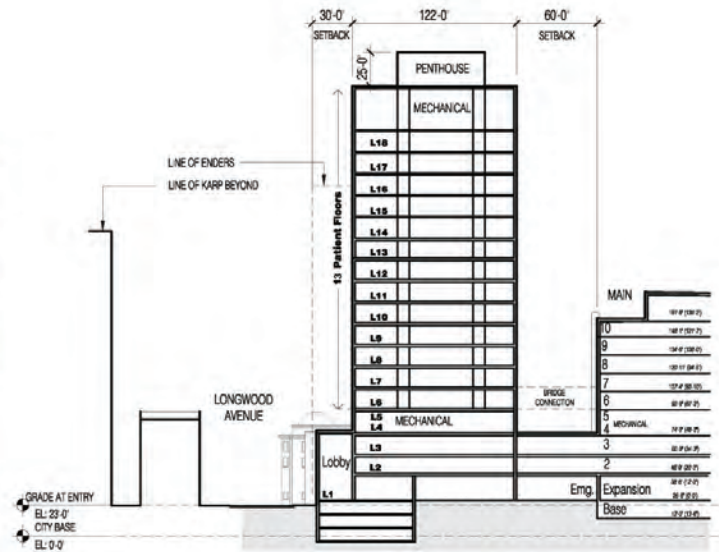 30'-0'
122'-0'
60'-0'
SETBACK
SETBACK
25'-0'
PENTHOUSE
MECHANICAL
L18
L17
L16
L15
L14
L13
L12
L11
L10
L9
L8
L7
L6
L5
L4
MECHANICAL
L3
L2
L1
Lobby
13 Patient Floors
LINE OF ENDERS
LINE OF KARP BEYOND
LONGWOOD
AVENUE
BRIDGE
CONNECTION
MAIN
10
9
8
7
6
5
4
MECHANICAL
3
2
Emg.
Expansion
Base
GRADE AT ENTRY
EL: 23'-0'
CITY BASE
EL: 0'-0'